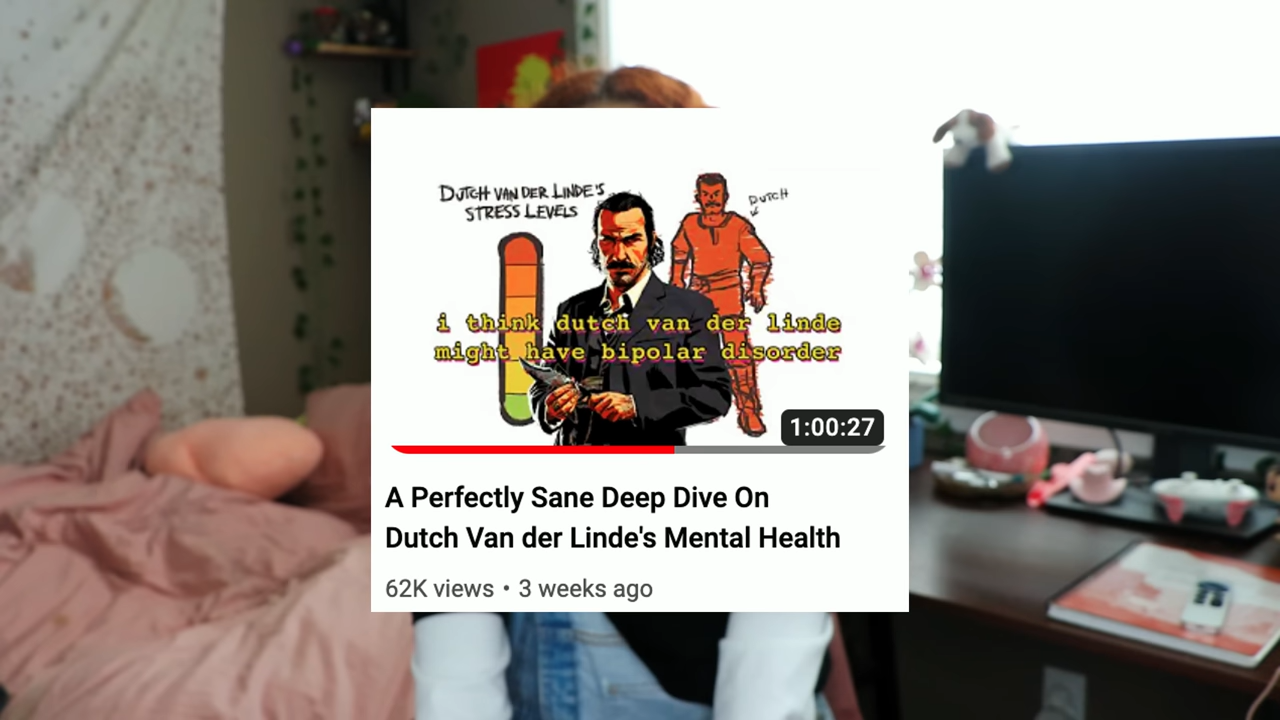 DUTCH VAN DER LINDE'S
STRESS LEVELS
DUTCH
i think dutch van der linde
might have bipolar disorder
1:00:27
A Perfectly Sane Deep Dive On
Dutch Van der Linde's Mental Health
62K views • 3 weeks ago